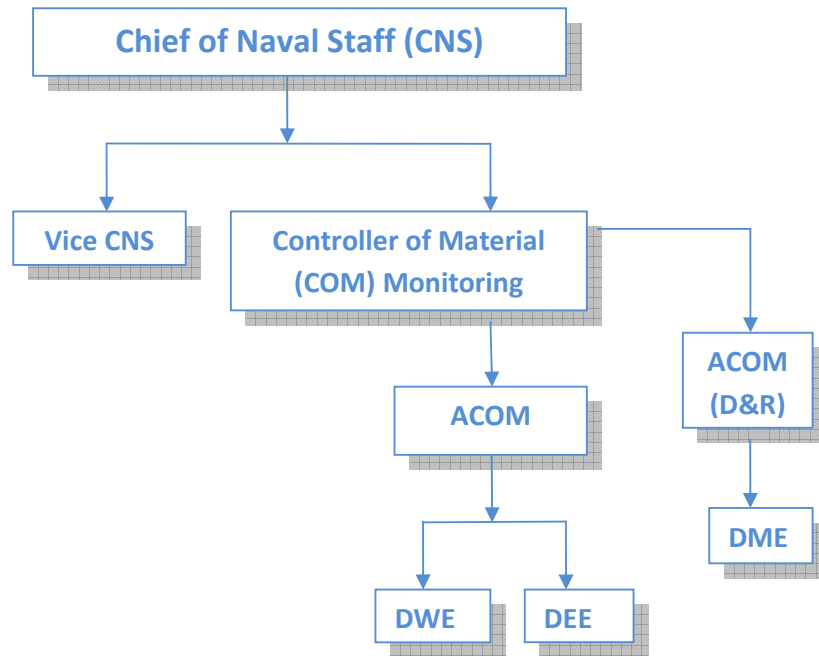 Chief of Naval Staff (CNS)
Vice CNS
Controller of Material
(COM) Monitoring
ACOM
(D&R)
ACOM
DME
DWE
DEE